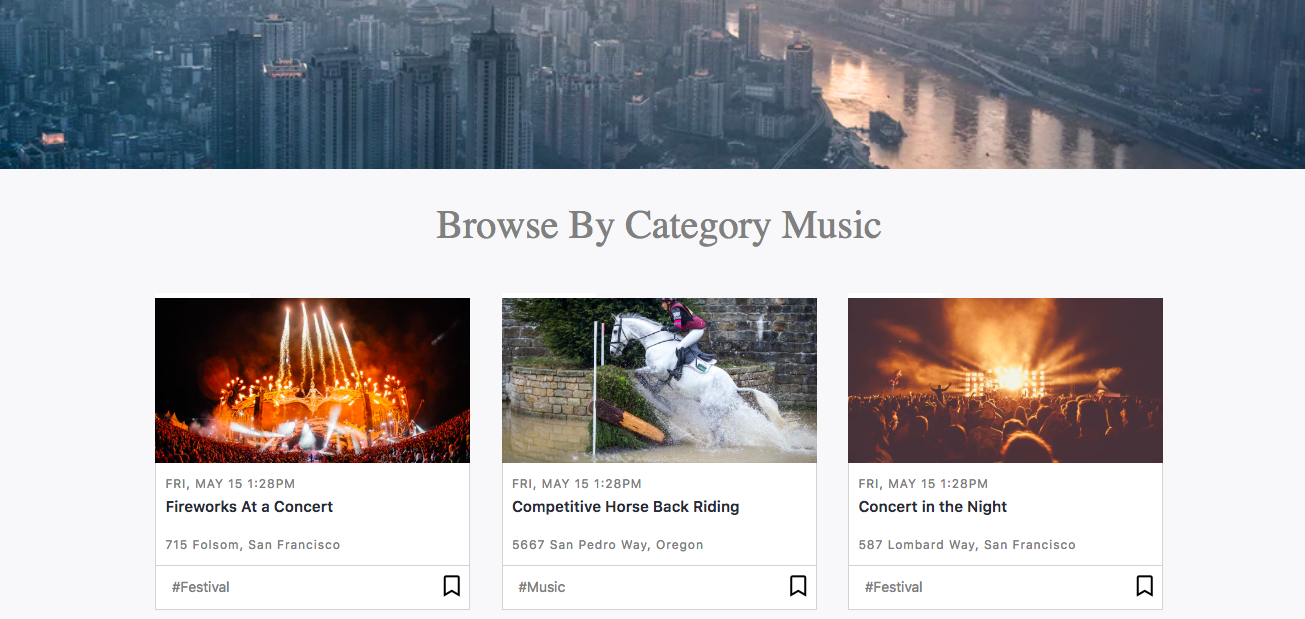 Browse By Category Music
FRI, MAY 15 1:28PM
Fireworks At a Concert
715 Folsom, San Francisco
#Festival
FRI, MAY 15 1:28PM
Competitive Horse Back Riding
5667 San Pedro Way, Oregon
#Music
FRI, MAY 15 1:28PM
Concert in the Night
587 Lombard Way, San Francisco
#Festival